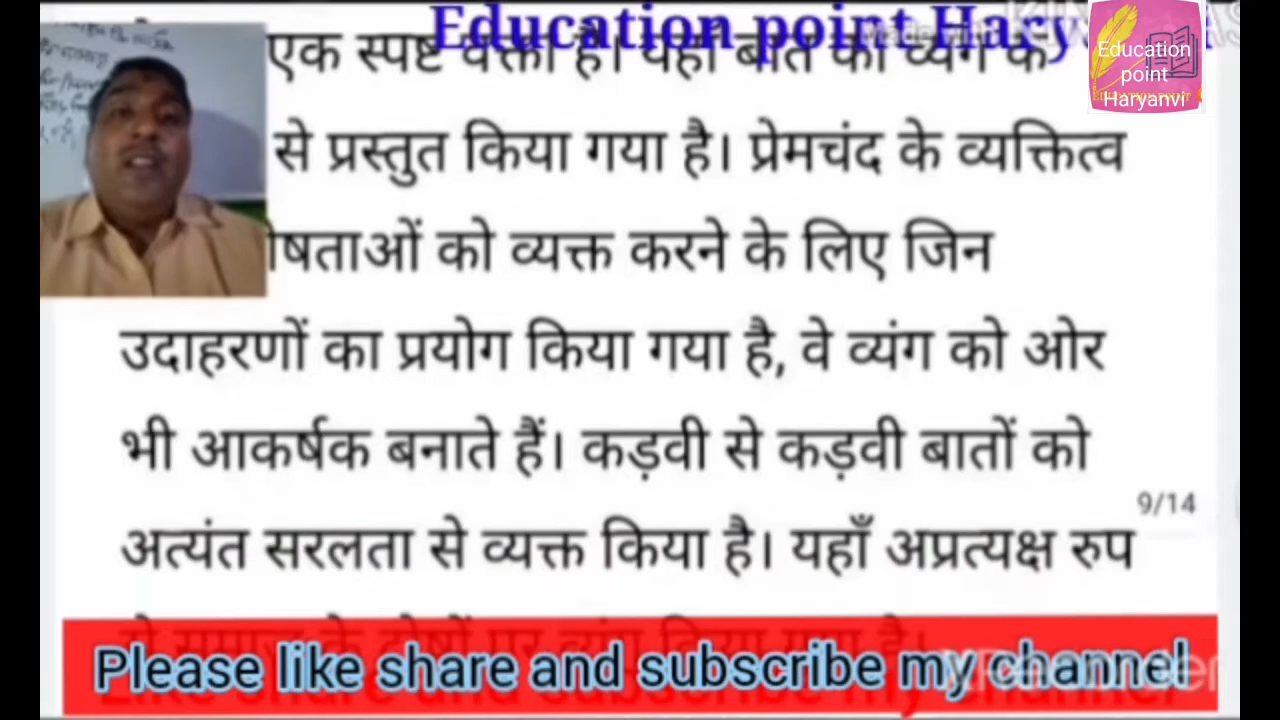 Education point Hary
Education
point
Haryanvi
एक स्पष्ट वक्ता है। यहाँ बात को व्यंग के
से प्रस्तुत किया गया है। प्रेमचंद के व्यक्तित्व
षताओं को व्यक्त करने के लिए जिन
उदाहरणों का प्रयोग किया गया है, वे व्यंग को ओर
भी आकर्षक बनाते हैं। कड़वी से कड़वी बातों को
9/14
अत्यंत सरलता से व्यक्त किया है। यहाँ अप्रत्यक्ष रुप
Please like share and subscribe my channel